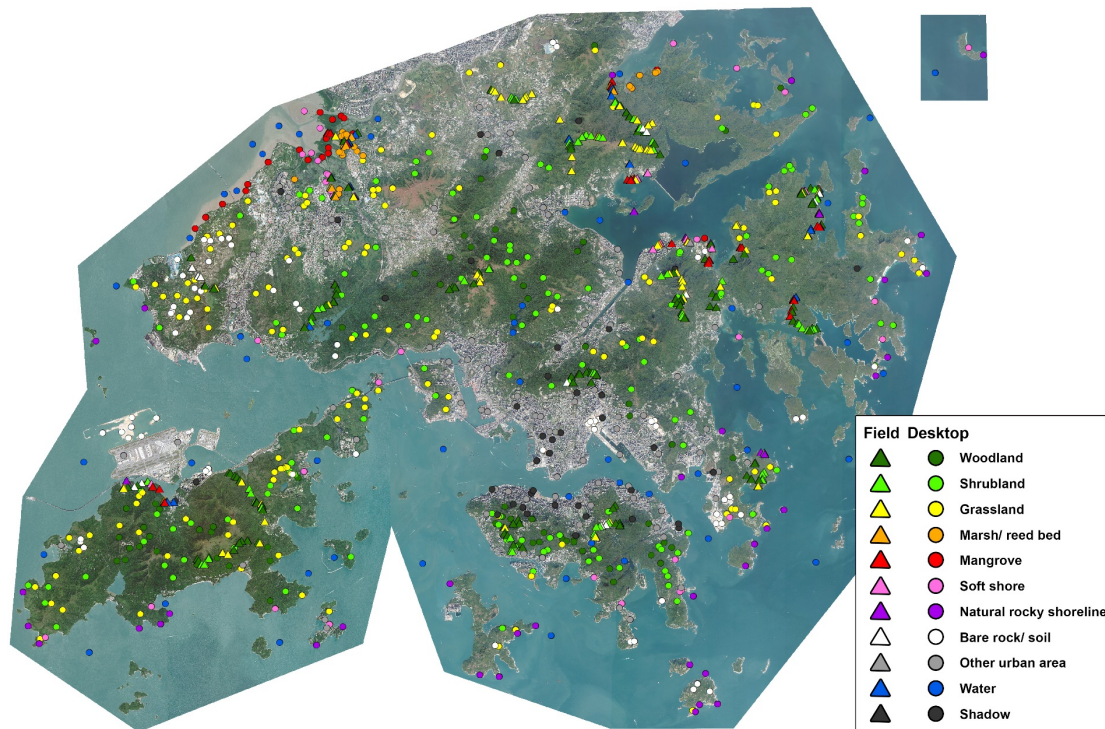 Field Desktop
Woodland
Shrubland
Grassland
Marsh/ reed bed
Mangrove
Soft shore
Natural rocky shoreline
Bare rock/ soil
Other urban area
Water
Shadow